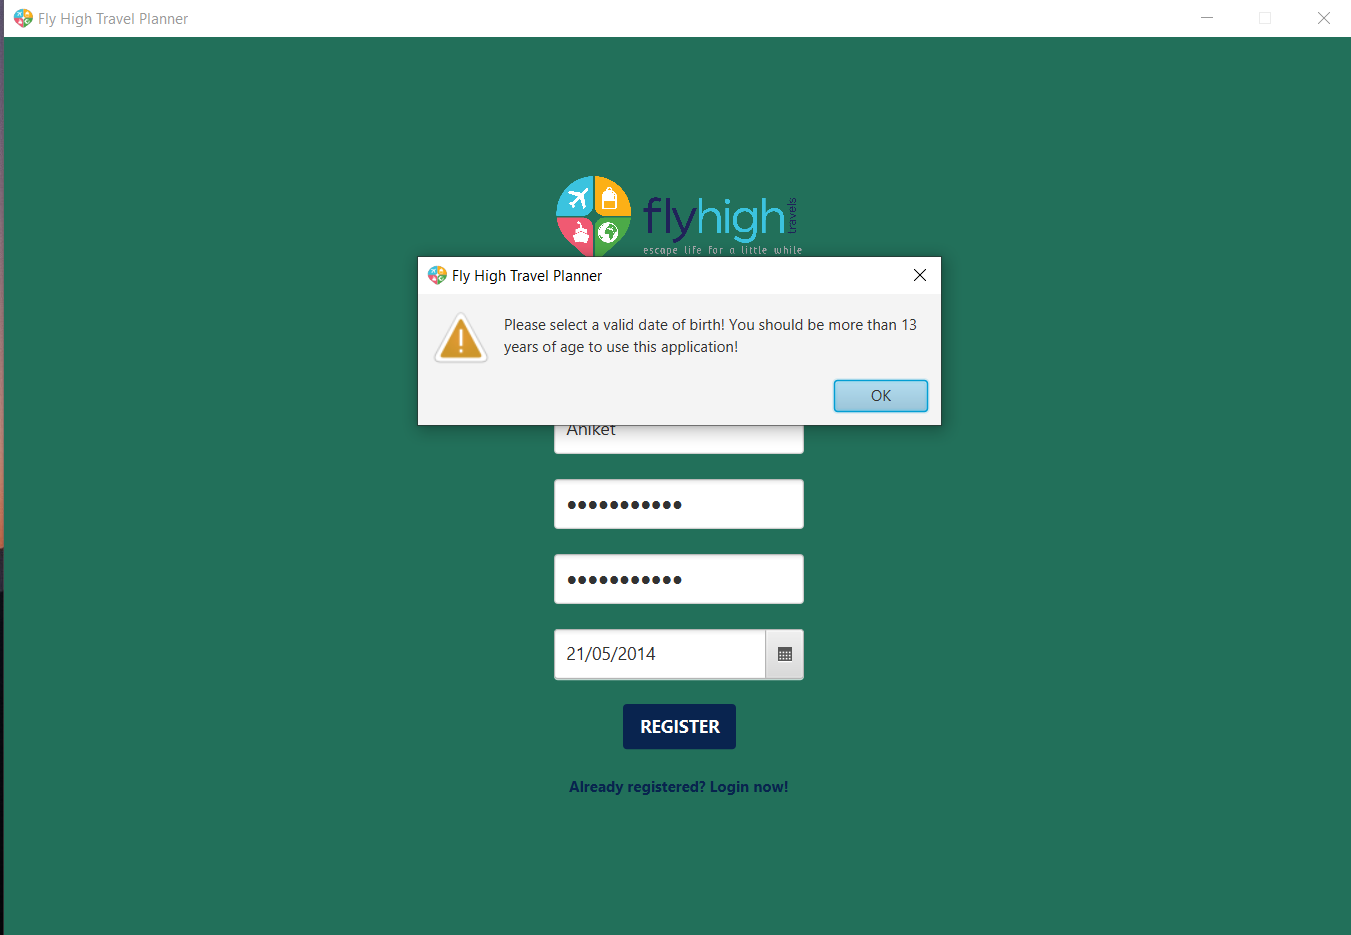 Fly High Travel Planner
flyhigh
travels
escape life for a little while
Fly High Travel Planner
Please select a valid date of birth! You should be more than 13
years of age to use this application!
OK
Aniket
21/05/2014
REGISTER
Already registered? Login now!